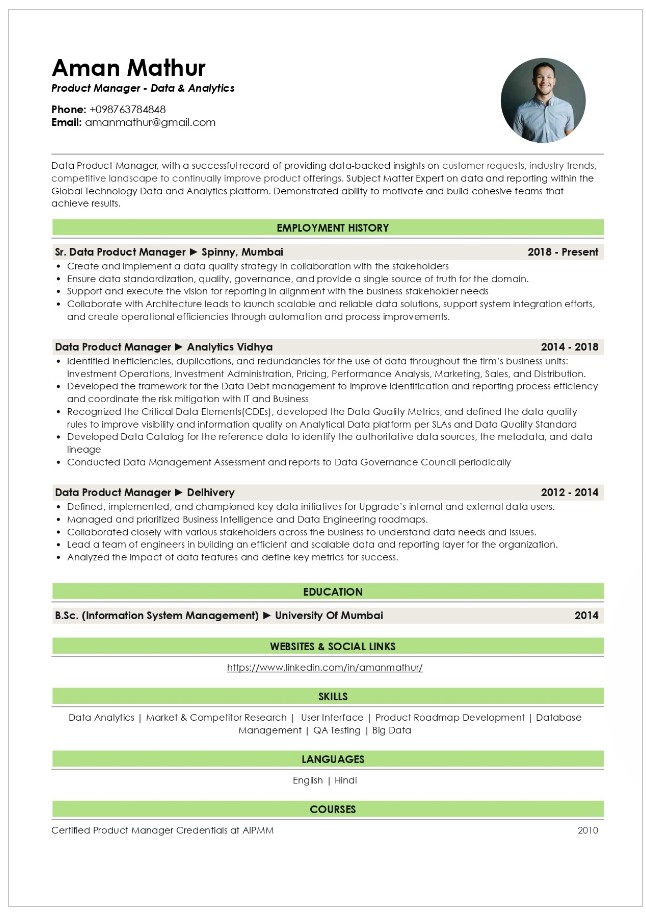 Aman Mathur
Product Manager - Data & Analytics
Phone: +098763784848
Email: amanmathur@gmail.com
Data Product Manager, with a successful record of providing data-backed insights on customer requests, industry trends,
competitive landscape to continually improve product offerings. Subject Matter Expert on data and reporting within the
Global Technology Data and Analytics platform. Demonstrated ability to motivate and build cohesive teams that
achieve results.
EMPLOYMENT HISTORY
Sr. Data Product Manager ► Spinny, Mumbai 2018 - Present
• Create and implement a data quality strategy in collaboration with the stakeholders
• Ensure data standardization, quality, governance, and provide a single source of truth for the domain.
• Support and execute the vision for reporting in alignment with the business stakeholder needs
• Collaborate with Architecture leads to launch scalable and reliable data solutions, support system integration efforts,
and create operational efficiencies through automation and process improvements.
Data Product Manager ► Analytics Vidhya 2014 - 2018
• Identified inefficiencies, duplications, and redundancies for the use of data throughout the firm's business units:
Investment Operations, Investment Administration, Pricing, Performance Analysis, Marketing, Sales, and Distribution.
• Developed the framework for the Data Debt management to improve identification and reporting process efficiency
and coordinate the risk mitigation with IT and Business
• Recognized the Critical Data Elements(CDEs), developed the Data Quality Metrics, and defined the data quality
rules to improve visibility and information quality on Analytical Data platform per SLAs and Data Quality Standard
• Developed Data Catalog for the reference data to identify the authoritative data sources, the metadata, and data
lineage
• Conducted Data Management Assessment and reports to Data Governance Council periodically
Data Product Manager ► Delhivery 2012 - 2014
• Defined, implemented, and championed key data initiatives for Upgrade's internal and external data users.
• Managed and prioritized Business Intelligence and Data Engineering roadmaps.
• Collaborated closely with various stakeholders across the business to understand data needs and issues.
• Lead a team of engineers in building an efficient and scalable data and reporting layer for the organization.
• Analyzed the impact of data features and define key metrics for success.
EDUCATION
B.Sc. (Information System Management) ► University Of Mumbai 2014
WEBSITES & SOCIAL LINKS
https://www.linkedin.com/in/amanmathur/
SKILLS
Data Analytics | Market & Competitor Research | User Interface | Product Roadmap Development | Database
Management | QA Testing | Big Data
LANGUAGES
English | Hindi
COURSES
Certified Product Manager Credentials at AIPMM 2010